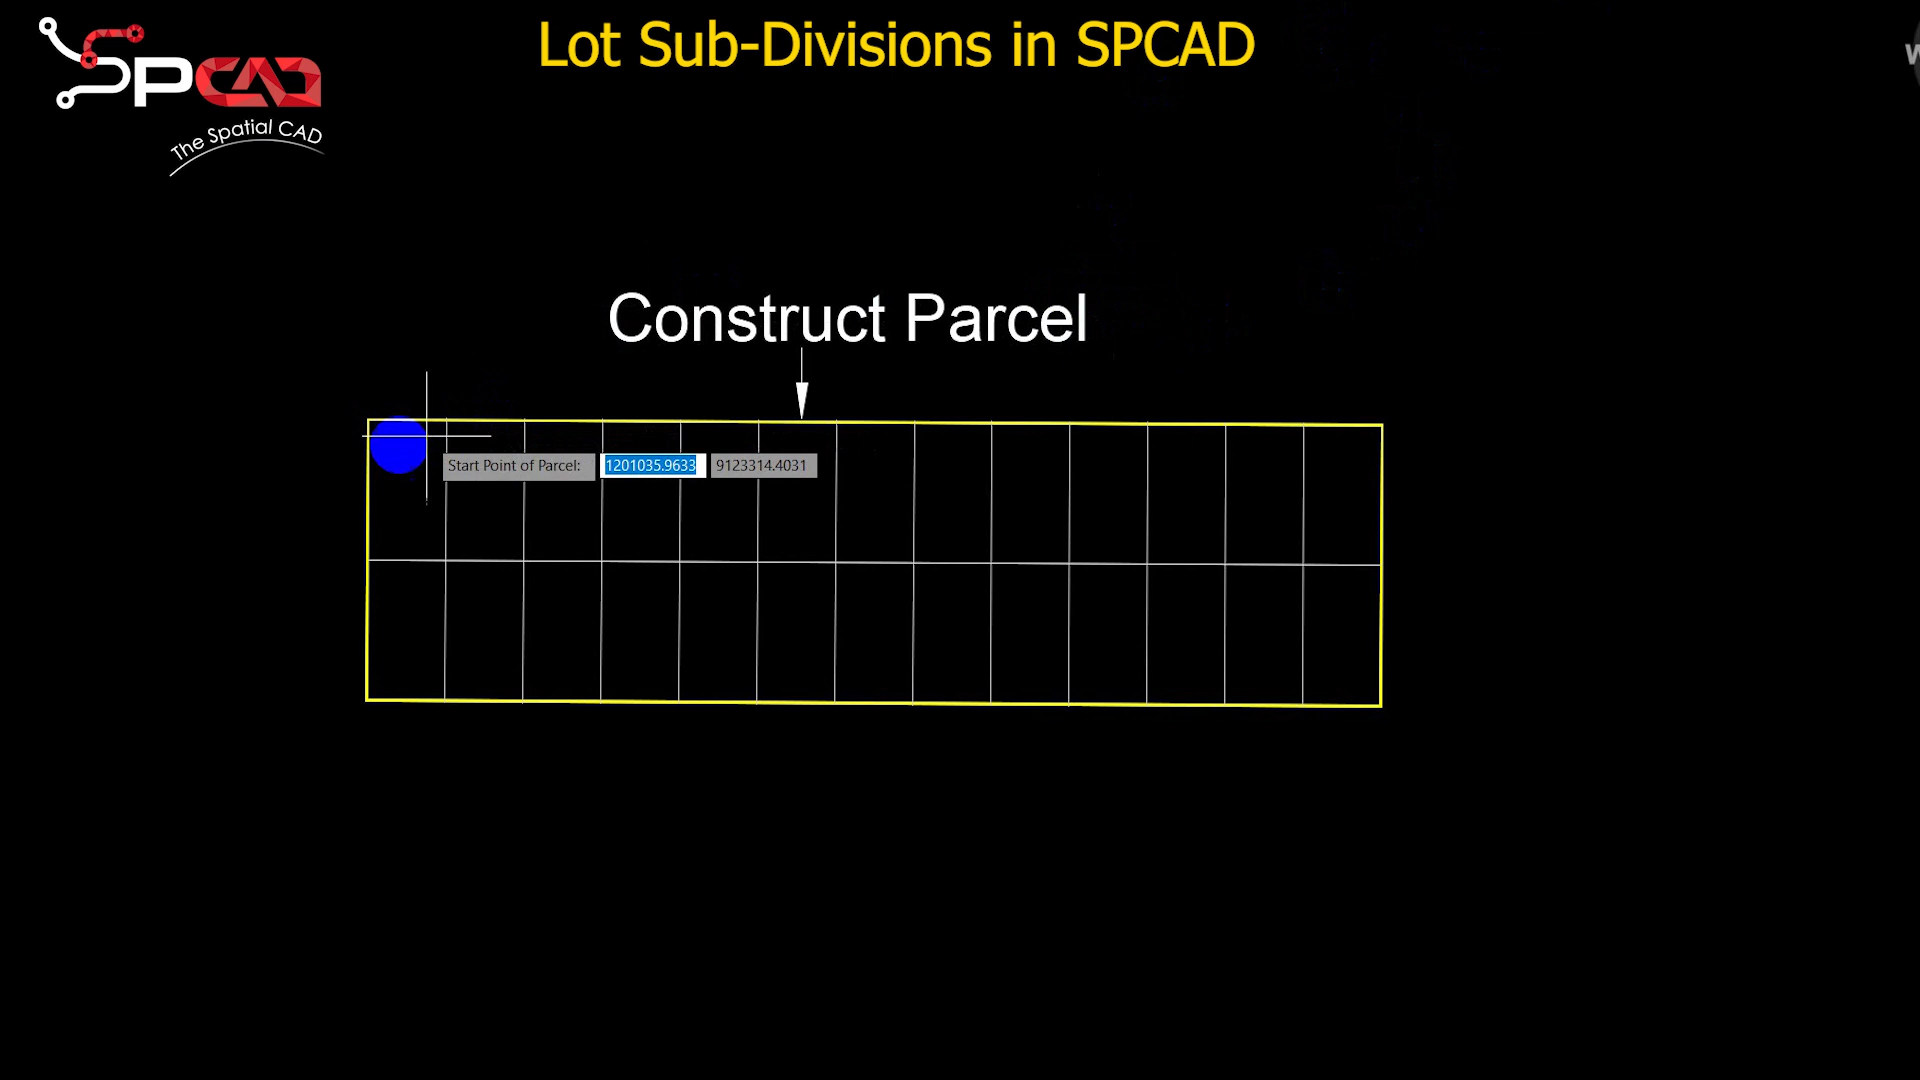 SPCAD
The Spatial CAD
Lot Sub-Divisions in SPCAD
Construct Parcel
Start Point of Parcel: 1201035.9633 9123314.4031